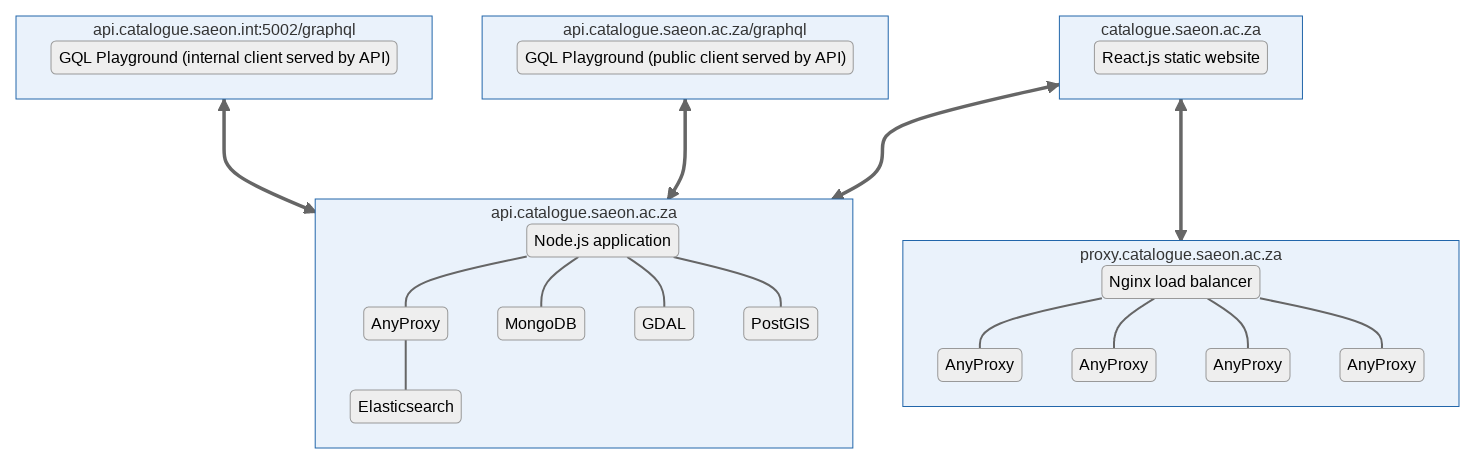 api.catalogue.saeon.int:5002/graphql
GQL Playground (internal client served by API)
api.catalogue.saeon.ac.za/graphql
GQL Playground (public client served by API)
catalogue.saeon.ac.za
React.js static website
api.catalogue.saeon.ac.za
Node.js application
AnyProxy
MongoDB
GDAL
PostGIS
Elasticsearch
proxy.catalogue.saeon.ac.za
Nginx load balancer
AnyProxy
AnyProxy
AnyProxy
AnyProxy